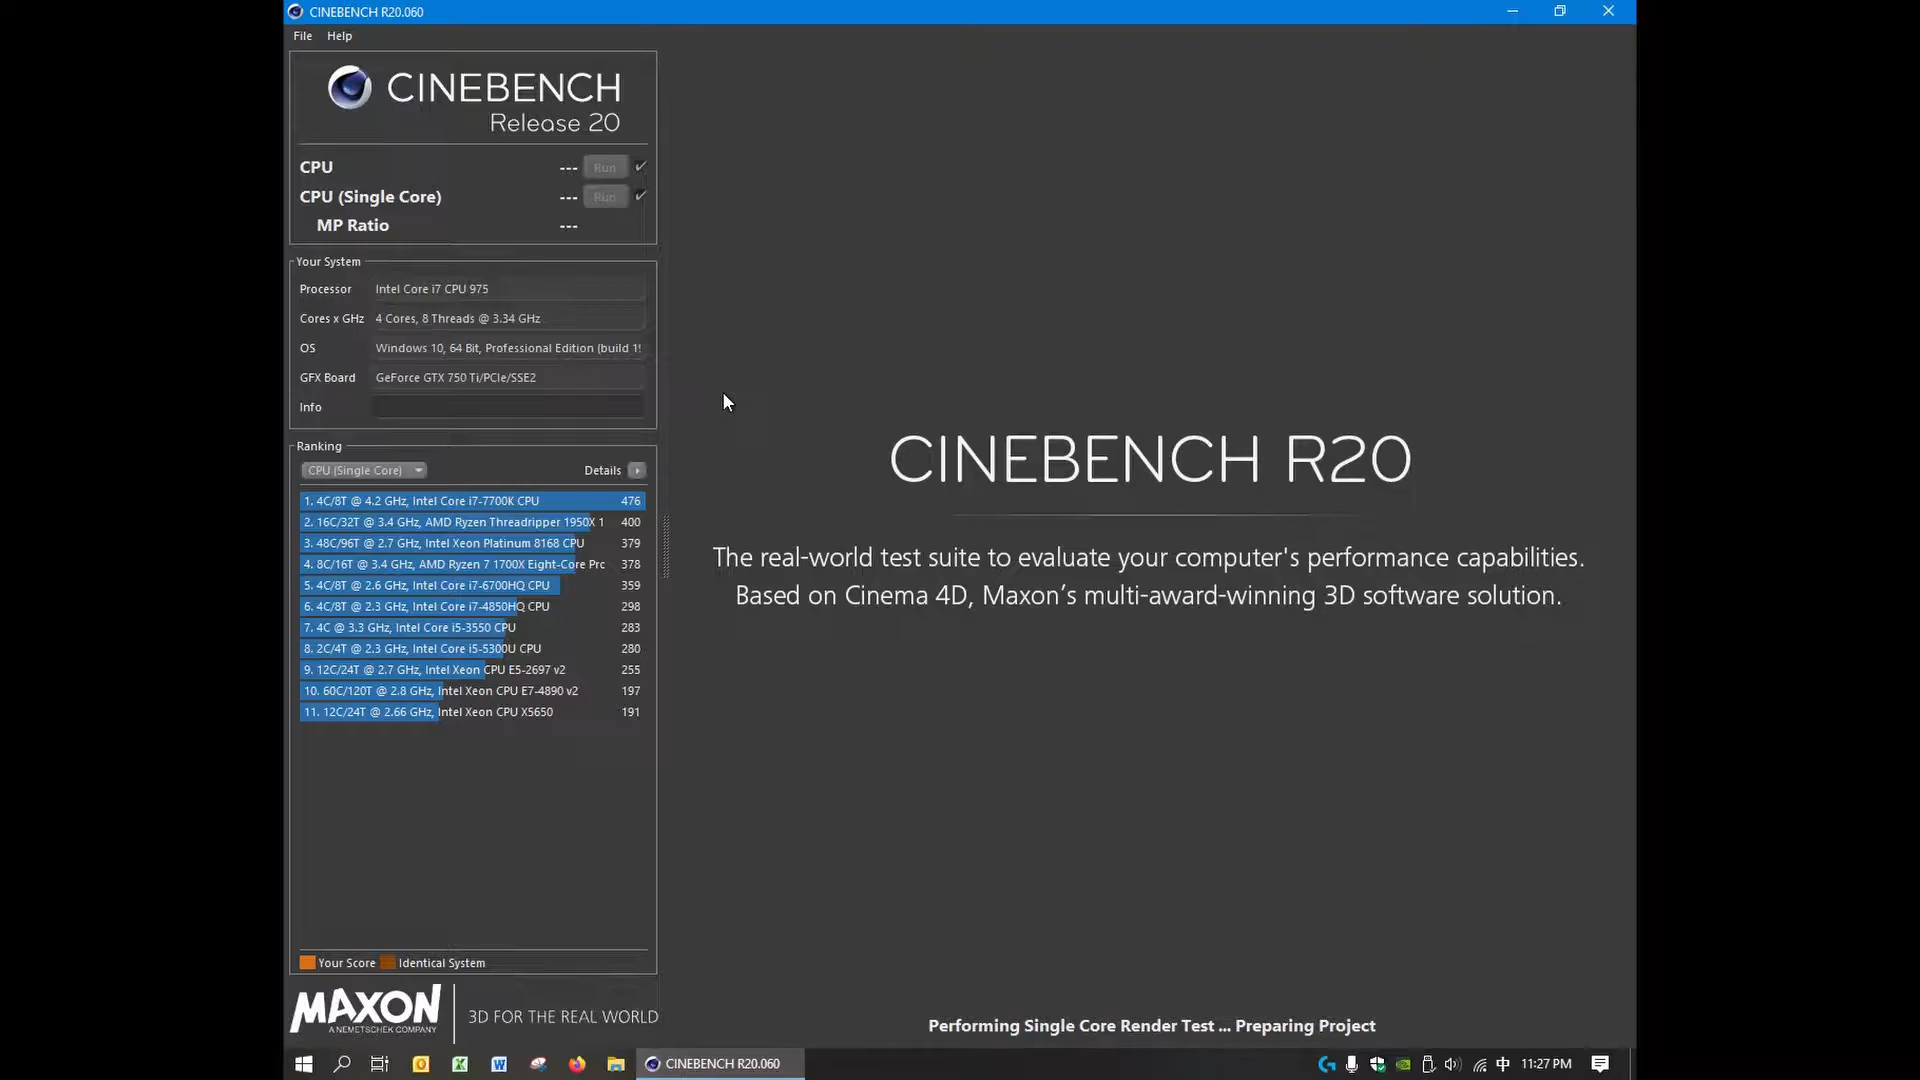 CINEBENCH R20.060
File Help
CINEBENCH
Release 20
CPU --- Run
CPU (Single Core) --- Run
MP Ratio ---
Your System
Processor Intel Core i7 CPU 975
Cores x GHz 4 Cores, 8 Threads @ 3.34 GHz
OS Windows 10, 64 Bit, Professional Edition (build 1
GFX Board GeForce GTX 750 Ti/PCIe/SSE2
Info
Ranking
CPU (Single Core) Details
1. 4C/8T @ 4.2 GHz, Intel Core i7-7700K CPU 476
2. 16C/32T @ 3.4 GHz, AMD Ryzen Threadripper 1950X 1 400
3. 48C/96T @ 2.7 GHz, Intel Xeon Platinum 8168 CPU 379
4. 8C/16T @ 3.4 GHz, AMD Ryzen 7 1700X Eight-Core Prc 378
5. 4C/8T @ 2.6 GHz, Intel Core i7-6700HQ CPU 359
6. 4C/8T @ 2.3 GHz, Intel Core i7-4850HQ CPU 298
7. 4C @ 3.3 GHz, Intel Core i5-3550 CPU 283
8. 2C/4T @ 2.3 GHz, Intel Core i5-5300U CPU 280
9. 12C/24T @ 2.7 GHz, Intel Xeon CPU E5-2697 v2 255
10. 60C/120T @ 2.8 GHz, Intel Xeon CPU E7-4890 v2 197
11. 12C/24T @ 2.66 GHz, Intel Xeon CPU X5650 191
Your Score Identical System
MAXON
A NEMETSCHEK COMPANY
3D FOR THE REAL WORLD
CINEBENCH R20
The real-world test suite to evaluate your computer's performance capabilities.
Based on Cinema 4D, Maxon’s multi-award-winning 3D software solution.
Performing Single Core Render Test ... Preparing Project
CINEBENCH R20.060
中 11:27 PM